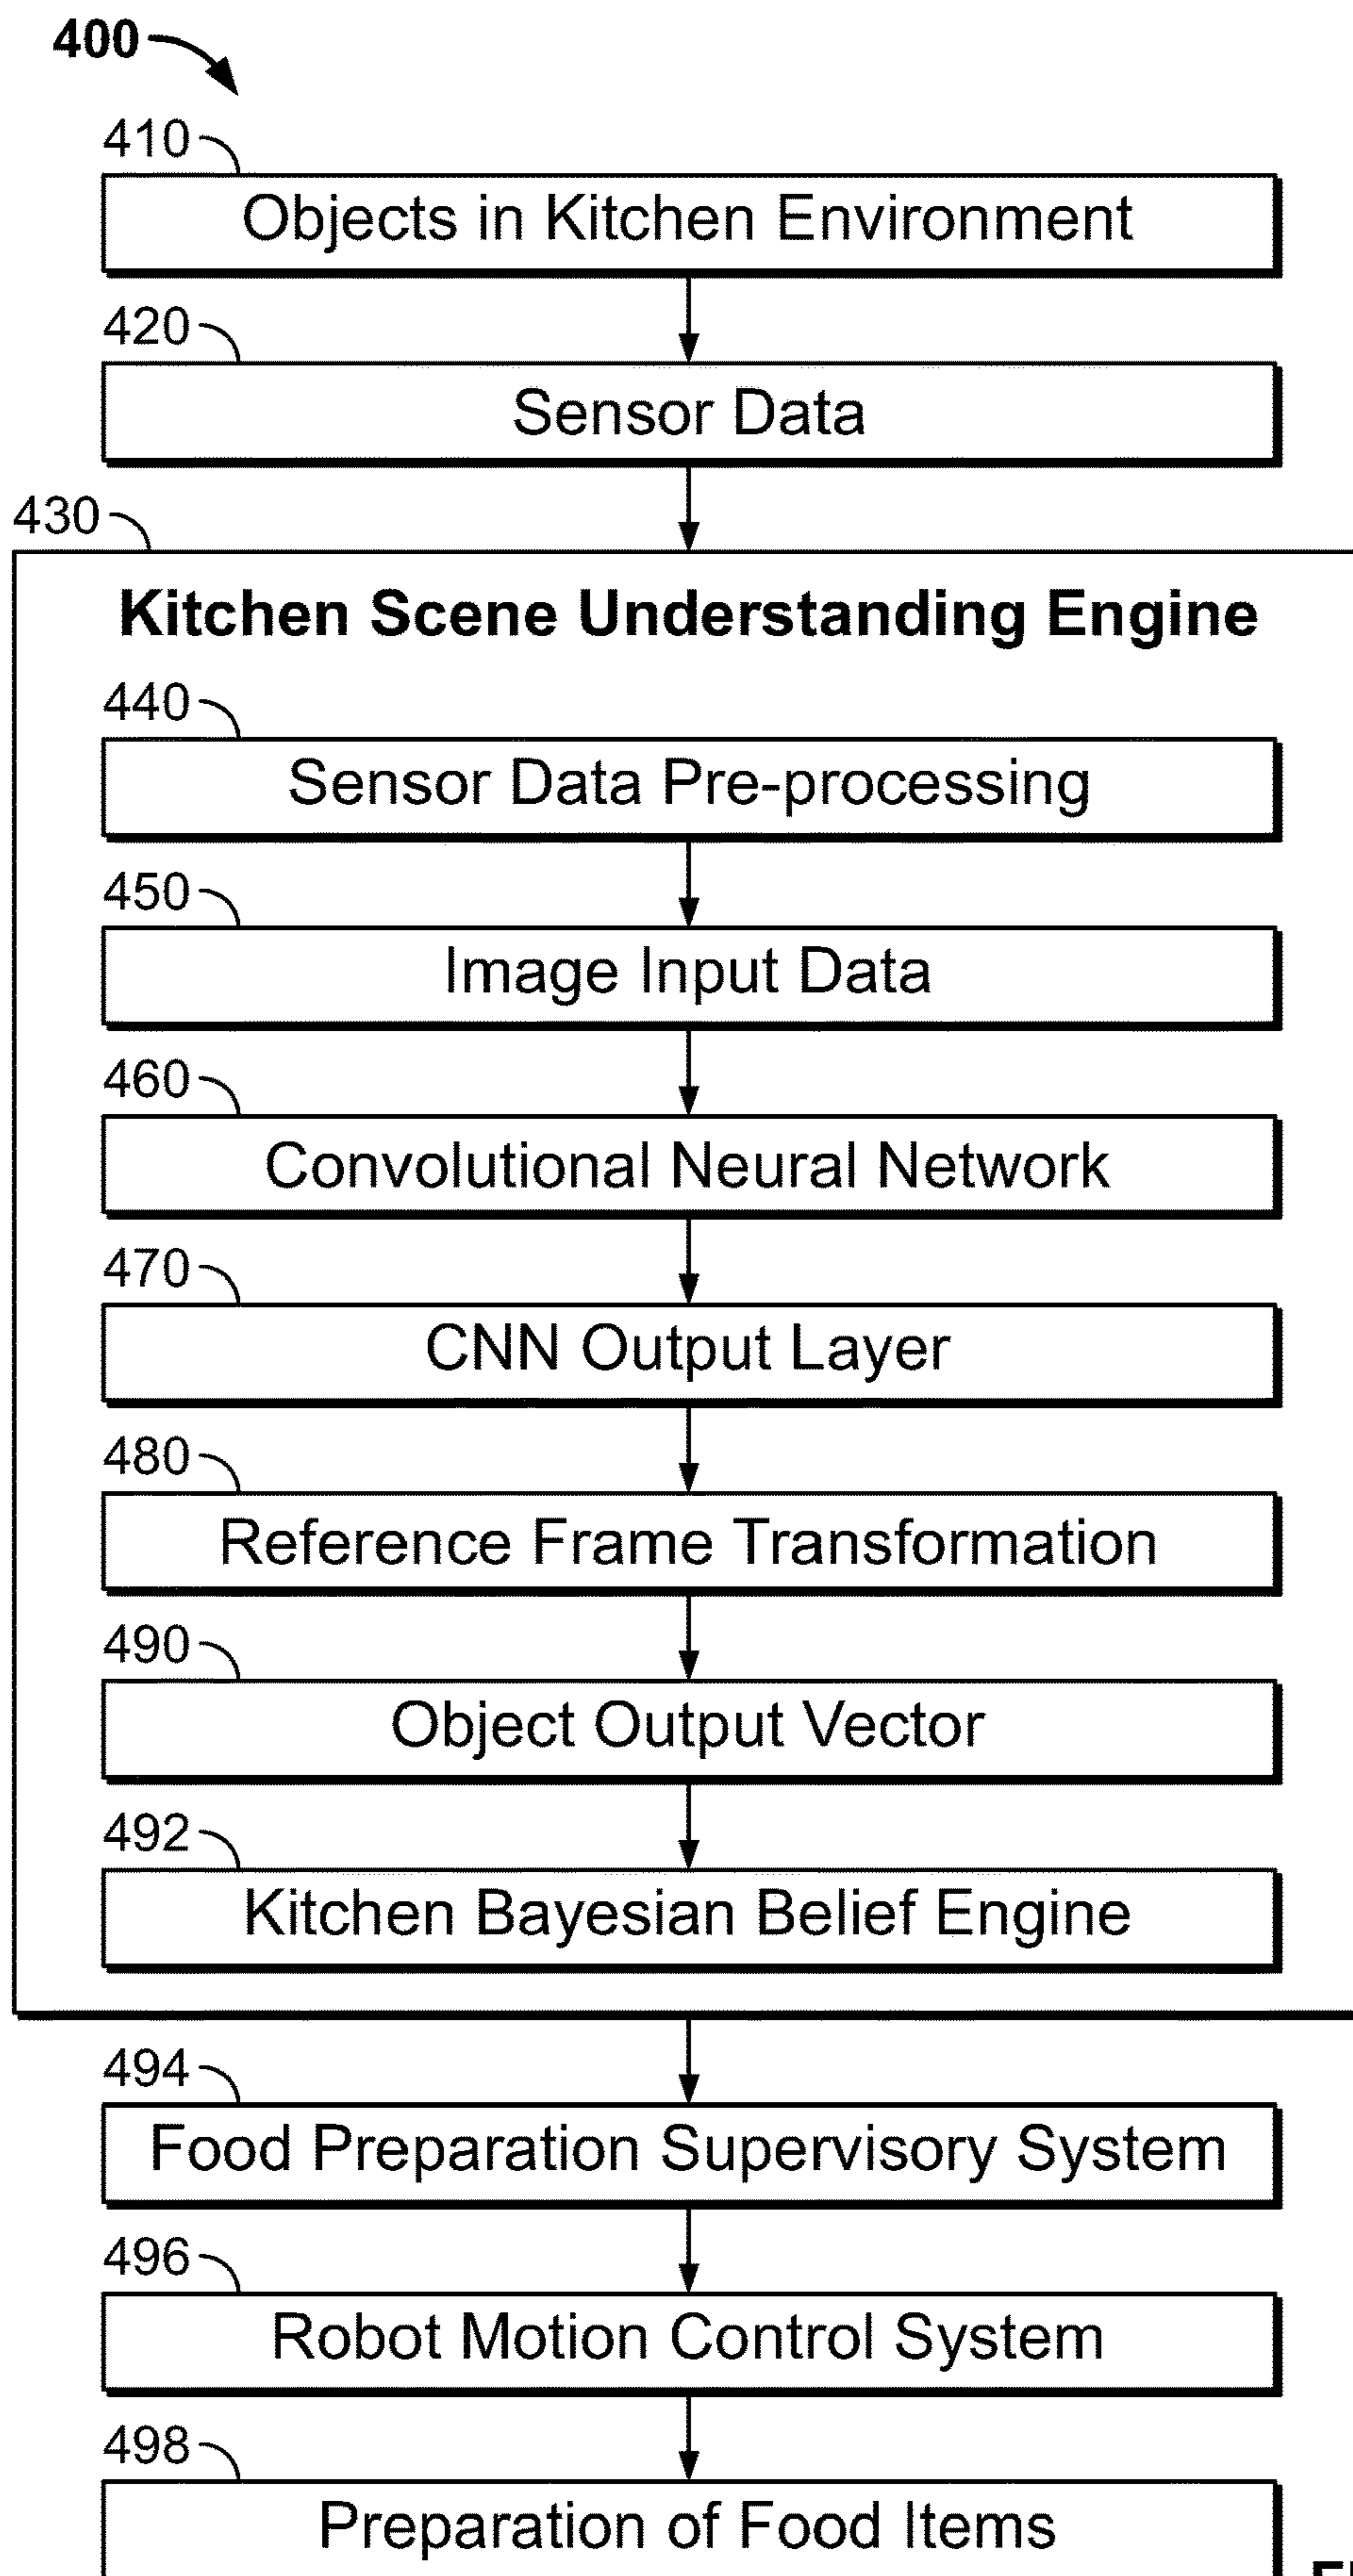 400
410
Objects in Kitchen Environment
420
Sensor Data
430
Kitchen Scene Understanding Engine
440
Sensor Data Pre-processing
450
Image Input Data
460
Convolutional Neural Network
470
CNN Output Layer
480
Reference Frame Transformation
490
Object Output Vector
492
Kitchen Bayesian Belief Engine
494
Food Preparation Supervisory System
496
Robot Motion Control System
498
Preparation of Food Items